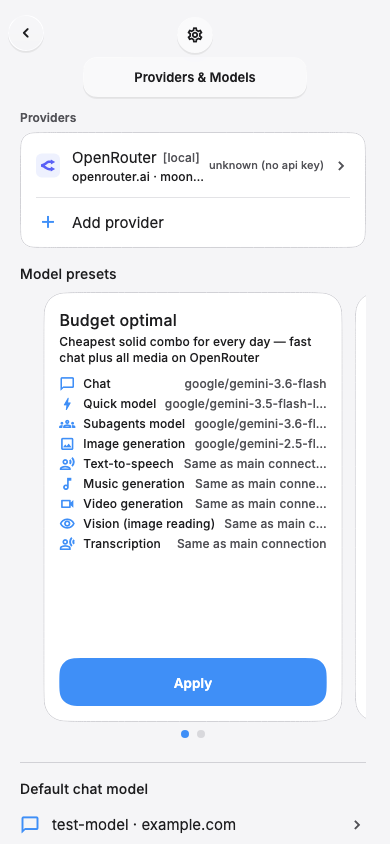 Providers & Models
Providers
OpenRouter [local]
unknown (no api key)
openrouter.ai · moon...
Add provider
Model presets
Budget optimal
Cheapest solid combo for every day — fast
chat plus all media on OpenRouter
Chat google/gemini-3.6-flash
Quick model google/gemini-3.5-flash-l...
Subagents model google/gemini-3.6-fl...
Image generation google/gemini-2.5-fl...
Text-to-speech Same as main connect...
Music generation Same as main conne...
Video generation Same as main conne...
Vision (image reading) Same as main c...
Transcription Same as main connection
Apply
Default chat model
test-model · example.com